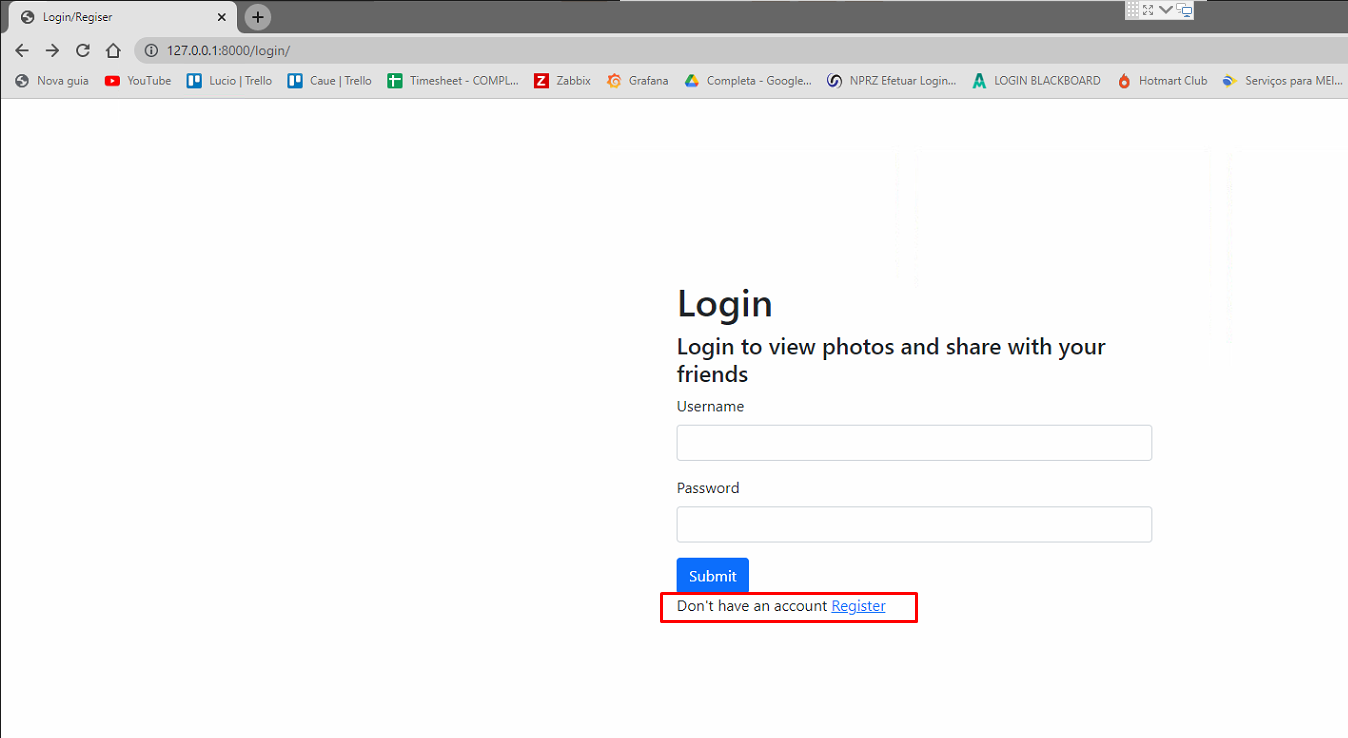 Login/Regiser
127.0.0.1:8000/login/
Nova guia YouTube Lucio | Trello Caue | Trello Timesheet - COMPL... Zabbix Grafana Completa - Google... NPRZ Efetuar Login... LOGIN BLACKBOARD Hotmart Club Serviços para MEI...
Login
Login to view photos and share with your
friends
Username
Password
Submit
Don't have an account Register